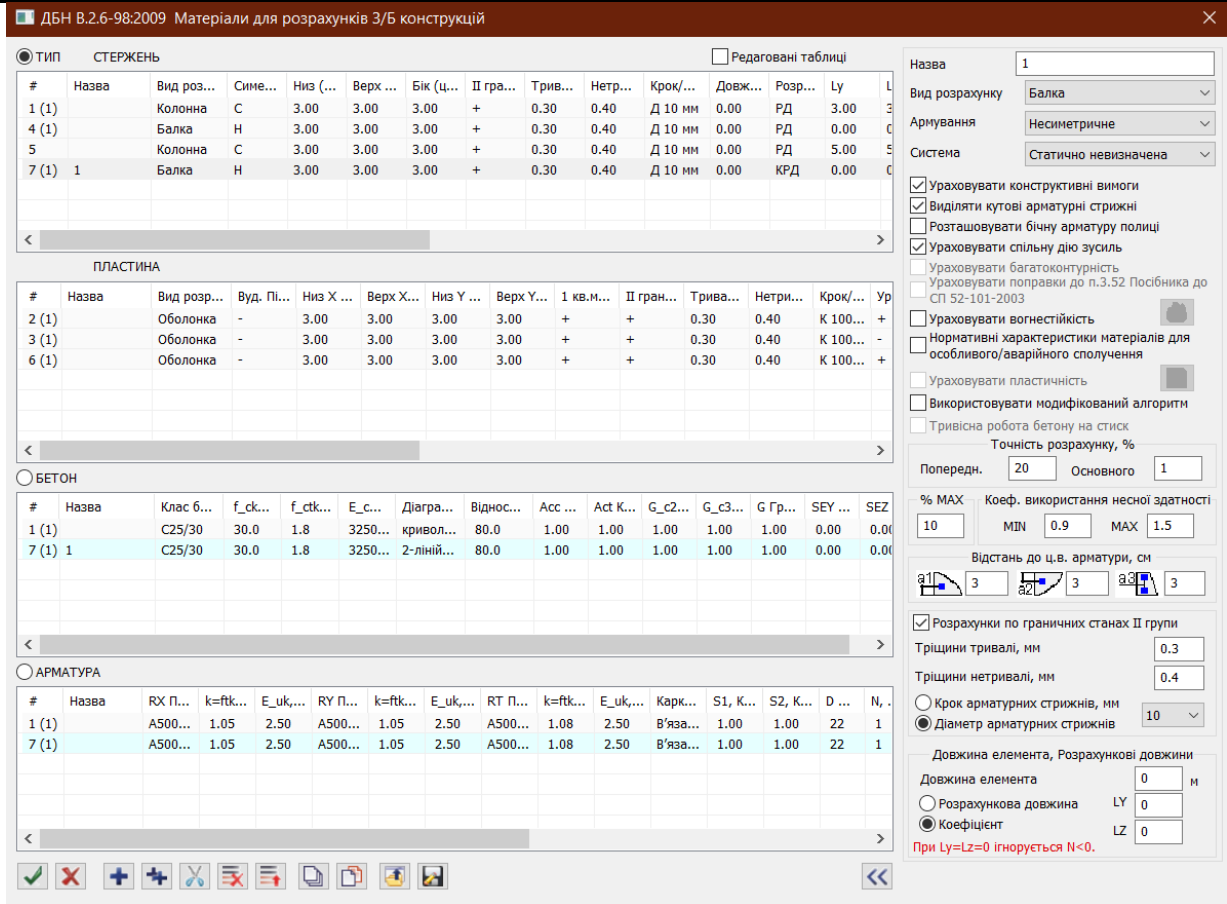 ДБН В.2.6-98:2009 Матеріали для розрахунків З/Б конструкцій
ТИП СТЕРЖЕНЬ Редаговані таблиці
# Назва Вид роз... Симе... Низ (... Верх ... Бік (ц... II гра... Трив... Нетр... Крок/... Довж... Розр... Ly L
1 (1) Колонна С 3.00 3.00 3.00 + 0.30 0.40 Д 10 мм 0.00 РД 3.00 3
4 (1) Балка Н 3.00 3.00 3.00 + 0.30 0.40 Д 10 мм 0.00 РД 0.00 0
5 Колонна С 3.00 3.00 3.00 + 0.30 0.40 Д 10 мм 0.00 РД 5.00 5
7 (1) 1 Балка Н 3.00 3.00 3.00 + 0.30 0.40 Д 10 мм 0.00 КРД 0.00 0
ПЛАСТИНА
# Назва Вид розр... Вуд. Пі... Низ X ... Верх X... Низ Y ... Верх Y... 1 кв.м... II гран... Трива... Нетри... Крок/... Ур
2 (1) Оболонка - 3.00 3.00 3.00 3.00 + + 0.30 0.40 К 100... +
3 (1) Оболонка - 3.00 3.00 3.00 3.00 + + 0.30 0.40 К 100... -
6 (1) Оболонка - 3.00 3.00 3.00 3.00 + + 0.30 0.40 К 100... +
БЕТОН
# Назва Клас б... f_ck... f_ctk... E_c... Діагра... Віднос... Acc ... Act K... G_c2... G_c3... G Гр... SEY ... SEZ
1 (1) C25/30 30.0 1.8 3250... кривол... 80.0 1.00 1.00 1.00 1.00 1.00 0.00 0.00
7 (1) 1 C25/30 30.0 1.8 3250... 2-ліній... 80.0 1.00 1.00 1.00 1.00 1.00 0.00 0.00
АРМАТУРА
# Назва RX П... k=ftk... E_uk,... RY П... k=ftk... E_uk,... RT П... k=ftk... E_uk,... Карк... S1, К... S2, К... D ... N, .
1 (1) A500... 1.05 2.50 A500... 1.05 2.50 A500... 1.08 2.50 В'яза... 1.00 1.00 22 1
7 (1) A500... 1.05 2.50 A500... 1.05 2.50 A500... 1.08 2.50 В'яза... 1.00 1.00 22 1
Назва 1
Вид розрахунку Балка
Армування Несиметричне
Система Статично невизначена
Ураховувати конструктивні вимоги
Виділяти кутові арматурні стрижні
Розташовувати бічну арматуру полиці
Ураховувати спільну дію зусиль
Ураховувати багатоконтурність
Ураховувати поправки до п.3.52 Посібника до
СП 52-101-2003
Ураховувати вогнестійкість
Нормативні характеристики матеріалів для
особливого/аварійного сполучення
Ураховувати пластичність
Використовувати модифікований алгоритм
Тривісна робота бетону на стиск
Точність розрахунку, %
Попередн. 20 Основного 1
% MAX Коеф. використання несної здатності
10 MIN 0.9 MAX 1.5
Відстань до ц.в. арматури, см
a1 3 a2 3 a3 3
Розрахунки по граничних станах II групи
Тріщини тривалі, мм 0.3
Тріщини нетривалі, мм 0.4
Крок арматурних стрижнів, мм
Діаметр арматурних стрижнів 10
Довжина елемента, Розрахункові довжини
Довжина елемента 0 м
Розрахункова довжина LY 0
Коефіцієнт LZ 0
При Ly=Lz=0 ігнорується N<0.